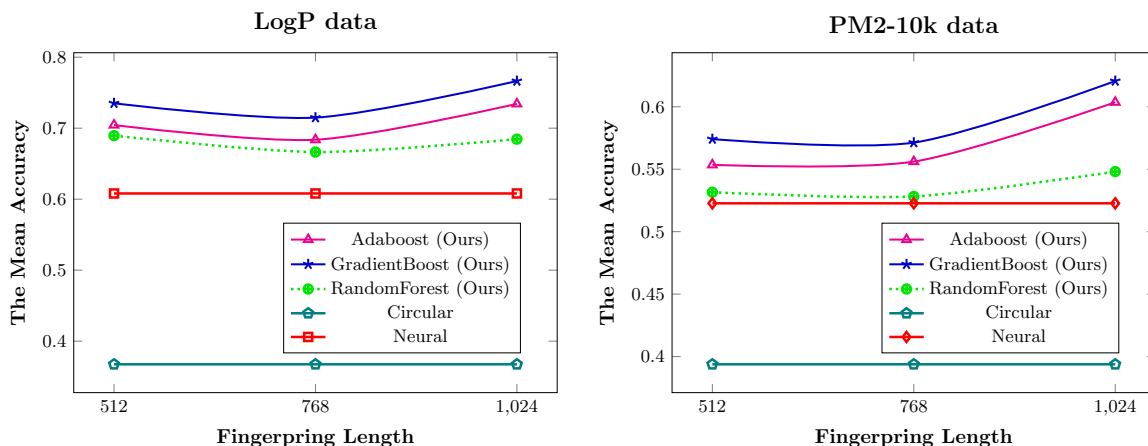 LogP data
The Mean Accuracy
0.8
0.7
0.6
0.5
0.4
Adaboost (Ours)
GradientBoost (Ours)
RandomForest (Ours)
Circular
Neural
512
768
1,024
Fingerpring Length
PM2-10k data
The Mean Accuracy
0.6
0.55
0.5
0.45
0.4
Adaboost (Ours)
GradientBoost (Ours)
RandomForest (Ours)
Circular
Neural
512
768
1,024
Fingerpring Length